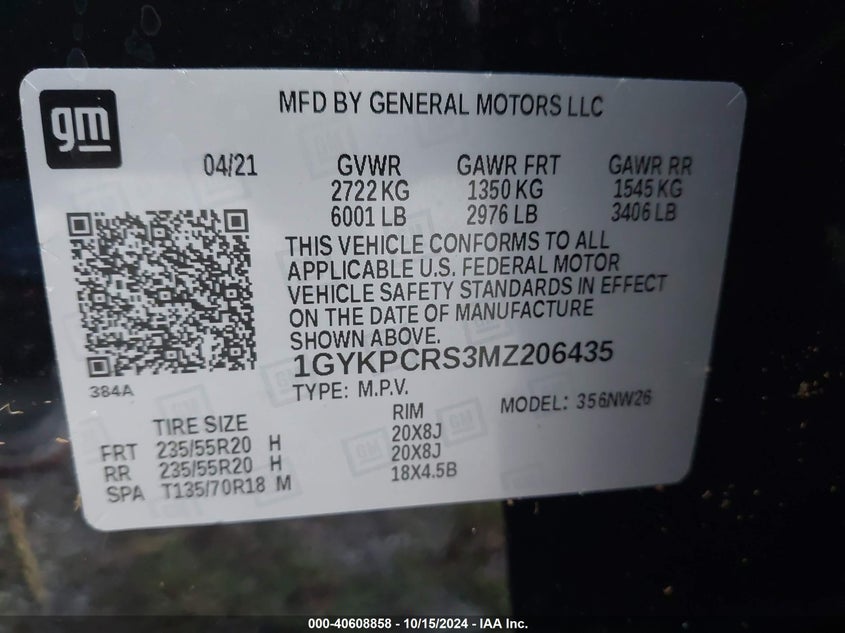 gm
MFD BY GENERAL MOTORS LLC
04/21 GVWR GAWR FRT GAWR RR
2722 KG 1350 KG 1545 KG
6001 LB 2976 LB 3406 LB
THIS VEHICLE CONFORMS TO ALL
APPLICABLE U.S. FEDERAL MOTOR
VEHICLE SAFETY STANDARDS IN EFFECT
ON THE DATE OF MANUFACTURE
SHOWN ABOVE.
1GYKPCRS3MZ206435
384A
TYPE: M.P.V. MODEL: 356NW26
TIRE SIZE RIM
FRT 235/55R20 H 20X8J
RR 235/55R20 H 20X8J
SPA T135/70R18 M 18X4.5B
000-40608858 - 10/15/2024 - IAA Inc.